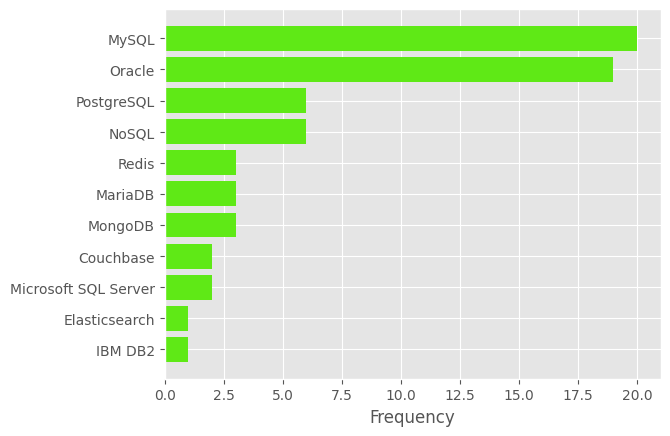 MySQL
Oracle
PostgreSQL
NoSQL
Redis
MariaDB
MongoDB
Couchbase
Microsoft SQL Server
Elasticsearch
IBM DB2
0.0 2.5 5.0 7.5 10.0 12.5 15.0 17.5 20.0
Frequency